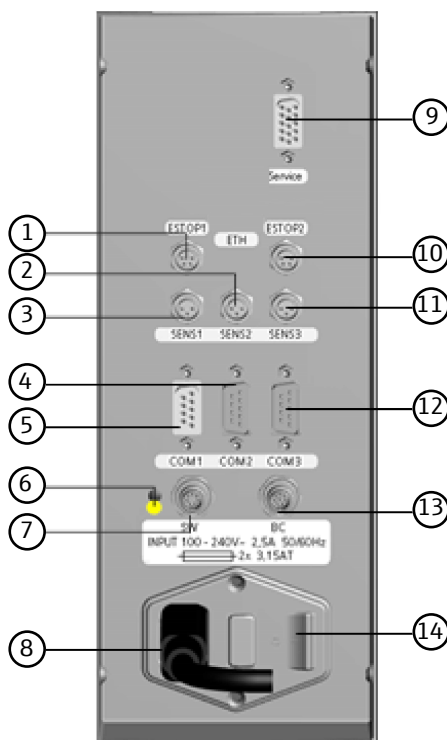 9
Service
ESTOP1 ESTOP2
1
ETH
2
10
3
11
SENS1 SENS2 SENS3
4
5
12
COM1 COM2 COM3
6
7
13
SW BC
INPUT 100 - 240V~ 2,5A 50/60Hz
2x 3,15AT
8
14